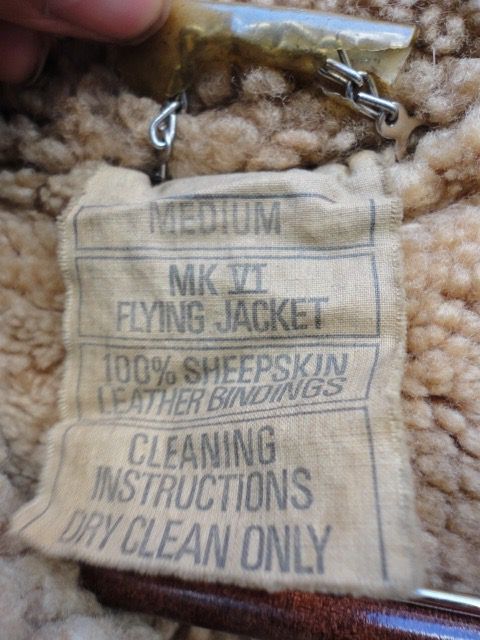 MEDIUM
MK VI
FLYING JACKET
100% SHEEPSKIN
LEATHER BINDINGS
CLEANING
INSTRUCTIONS
DRY CLEAN ONLY